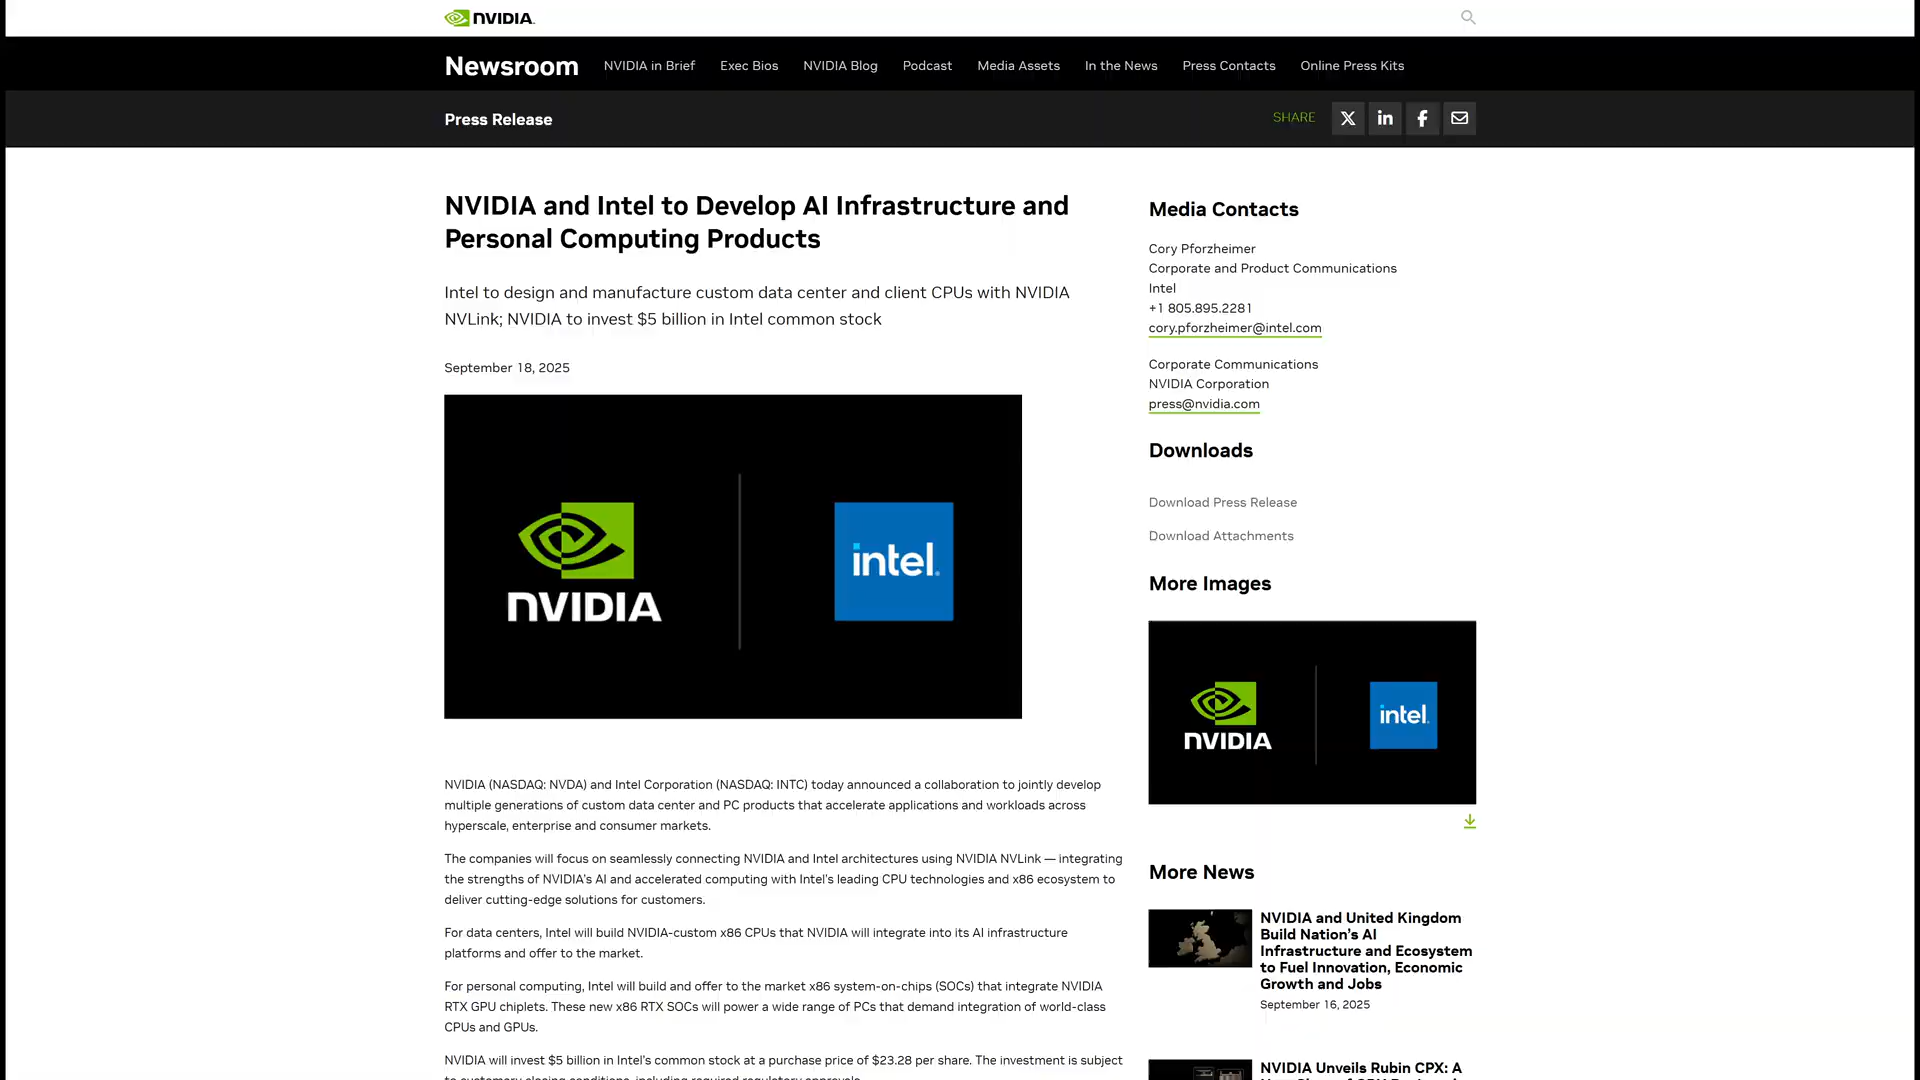 NVIDIA.
Newsroom
NVIDIA in Brief
Exec Bios
NVIDIA Blog
Podcast
Media Assets
In the News
Press Contacts
Online Press Kits
Press Release
SHARE
NVIDIA and Intel to Develop AI Infrastructure and
Personal Computing Products
Intel to design and manufacture custom data center and client CPUs with NVIDIA
NVLink; NVIDIA to invest $5 billion in Intel common stock
September 18, 2025
NVIDIA
intel.
NVIDIA (NASDAQ: NVDA) and Intel Corporation (NASDAQ: INTC) today announced a collaboration to jointly develop
multiple generations of custom data center and PC products that accelerate applications and workloads across
hyperscale, enterprise and consumer markets.
The companies will focus on seamlessly connecting NVIDIA and Intel architectures using NVIDIA NVLink — integrating
the strengths of NVIDIA's AI and accelerated computing with Intel's leading CPU technologies and x86 ecosystem to
deliver cutting-edge solutions for customers.
For data centers, Intel will build NVIDIA-custom x86 CPUs that NVIDIA will integrate into its AI infrastructure
platforms and offer to the market.
For personal computing, Intel will build and offer to the market x86 system-on-chips (SOCs) that integrate NVIDIA
RTX GPU chiplets. These new x86 RTX SOCs will power a wide range of PCs that demand integration of world-class
CPUs and GPUs.
NVIDIA will invest $5 billion in Intel's common stock at a purchase price of $23.28 per share. The investment is subject
to customary closing conditions, including required regulatory approvals.
Media Contacts
Cory Pforzheimer
Corporate and Product Communications
Intel
+1 805.895.2281
cory.pforzheimer@intel.com
Corporate Communications
NVIDIA Corporation
press@nvidia.com
Downloads
Download Press Release
Download Attachments
More Images
NVIDIA
intel.
More News
NVIDIA and United Kingdom
Build Nation's AI
Infrastructure and Ecosystem
to Fuel Innovation, Economic
Growth and Jobs
September 16, 2025
NVIDIA Unveils Rubin CPX: A